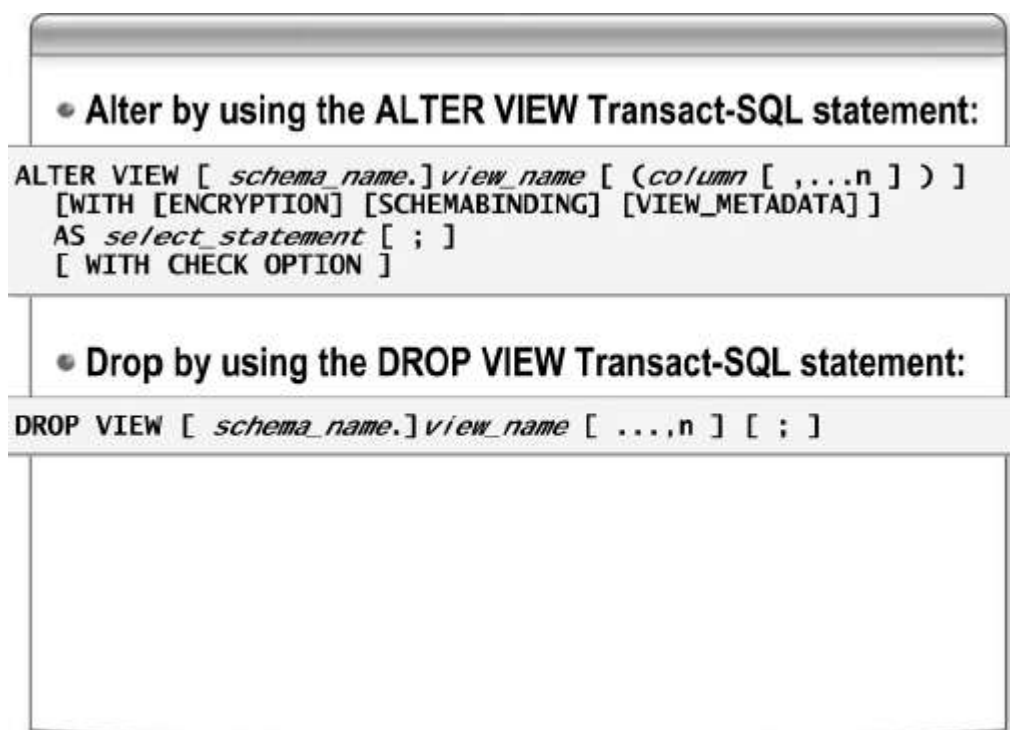 Alter by using the ALTER VIEW Transact-SQL statement:
ALTER VIEW [ schema_name.]view_name [ (column [ ,...n ] ) ]
[WITH [ENCRYPTION] [SCHEMABINDING] [VIEW_METADATA]]
AS select_statement [ ; ]
[ WITH CHECK OPTION ]
Drop by using the DROP VIEW Transact-SQL statement:
DROP VIEW [ schema_name.]view_name [ ...,n ] [ ; ]